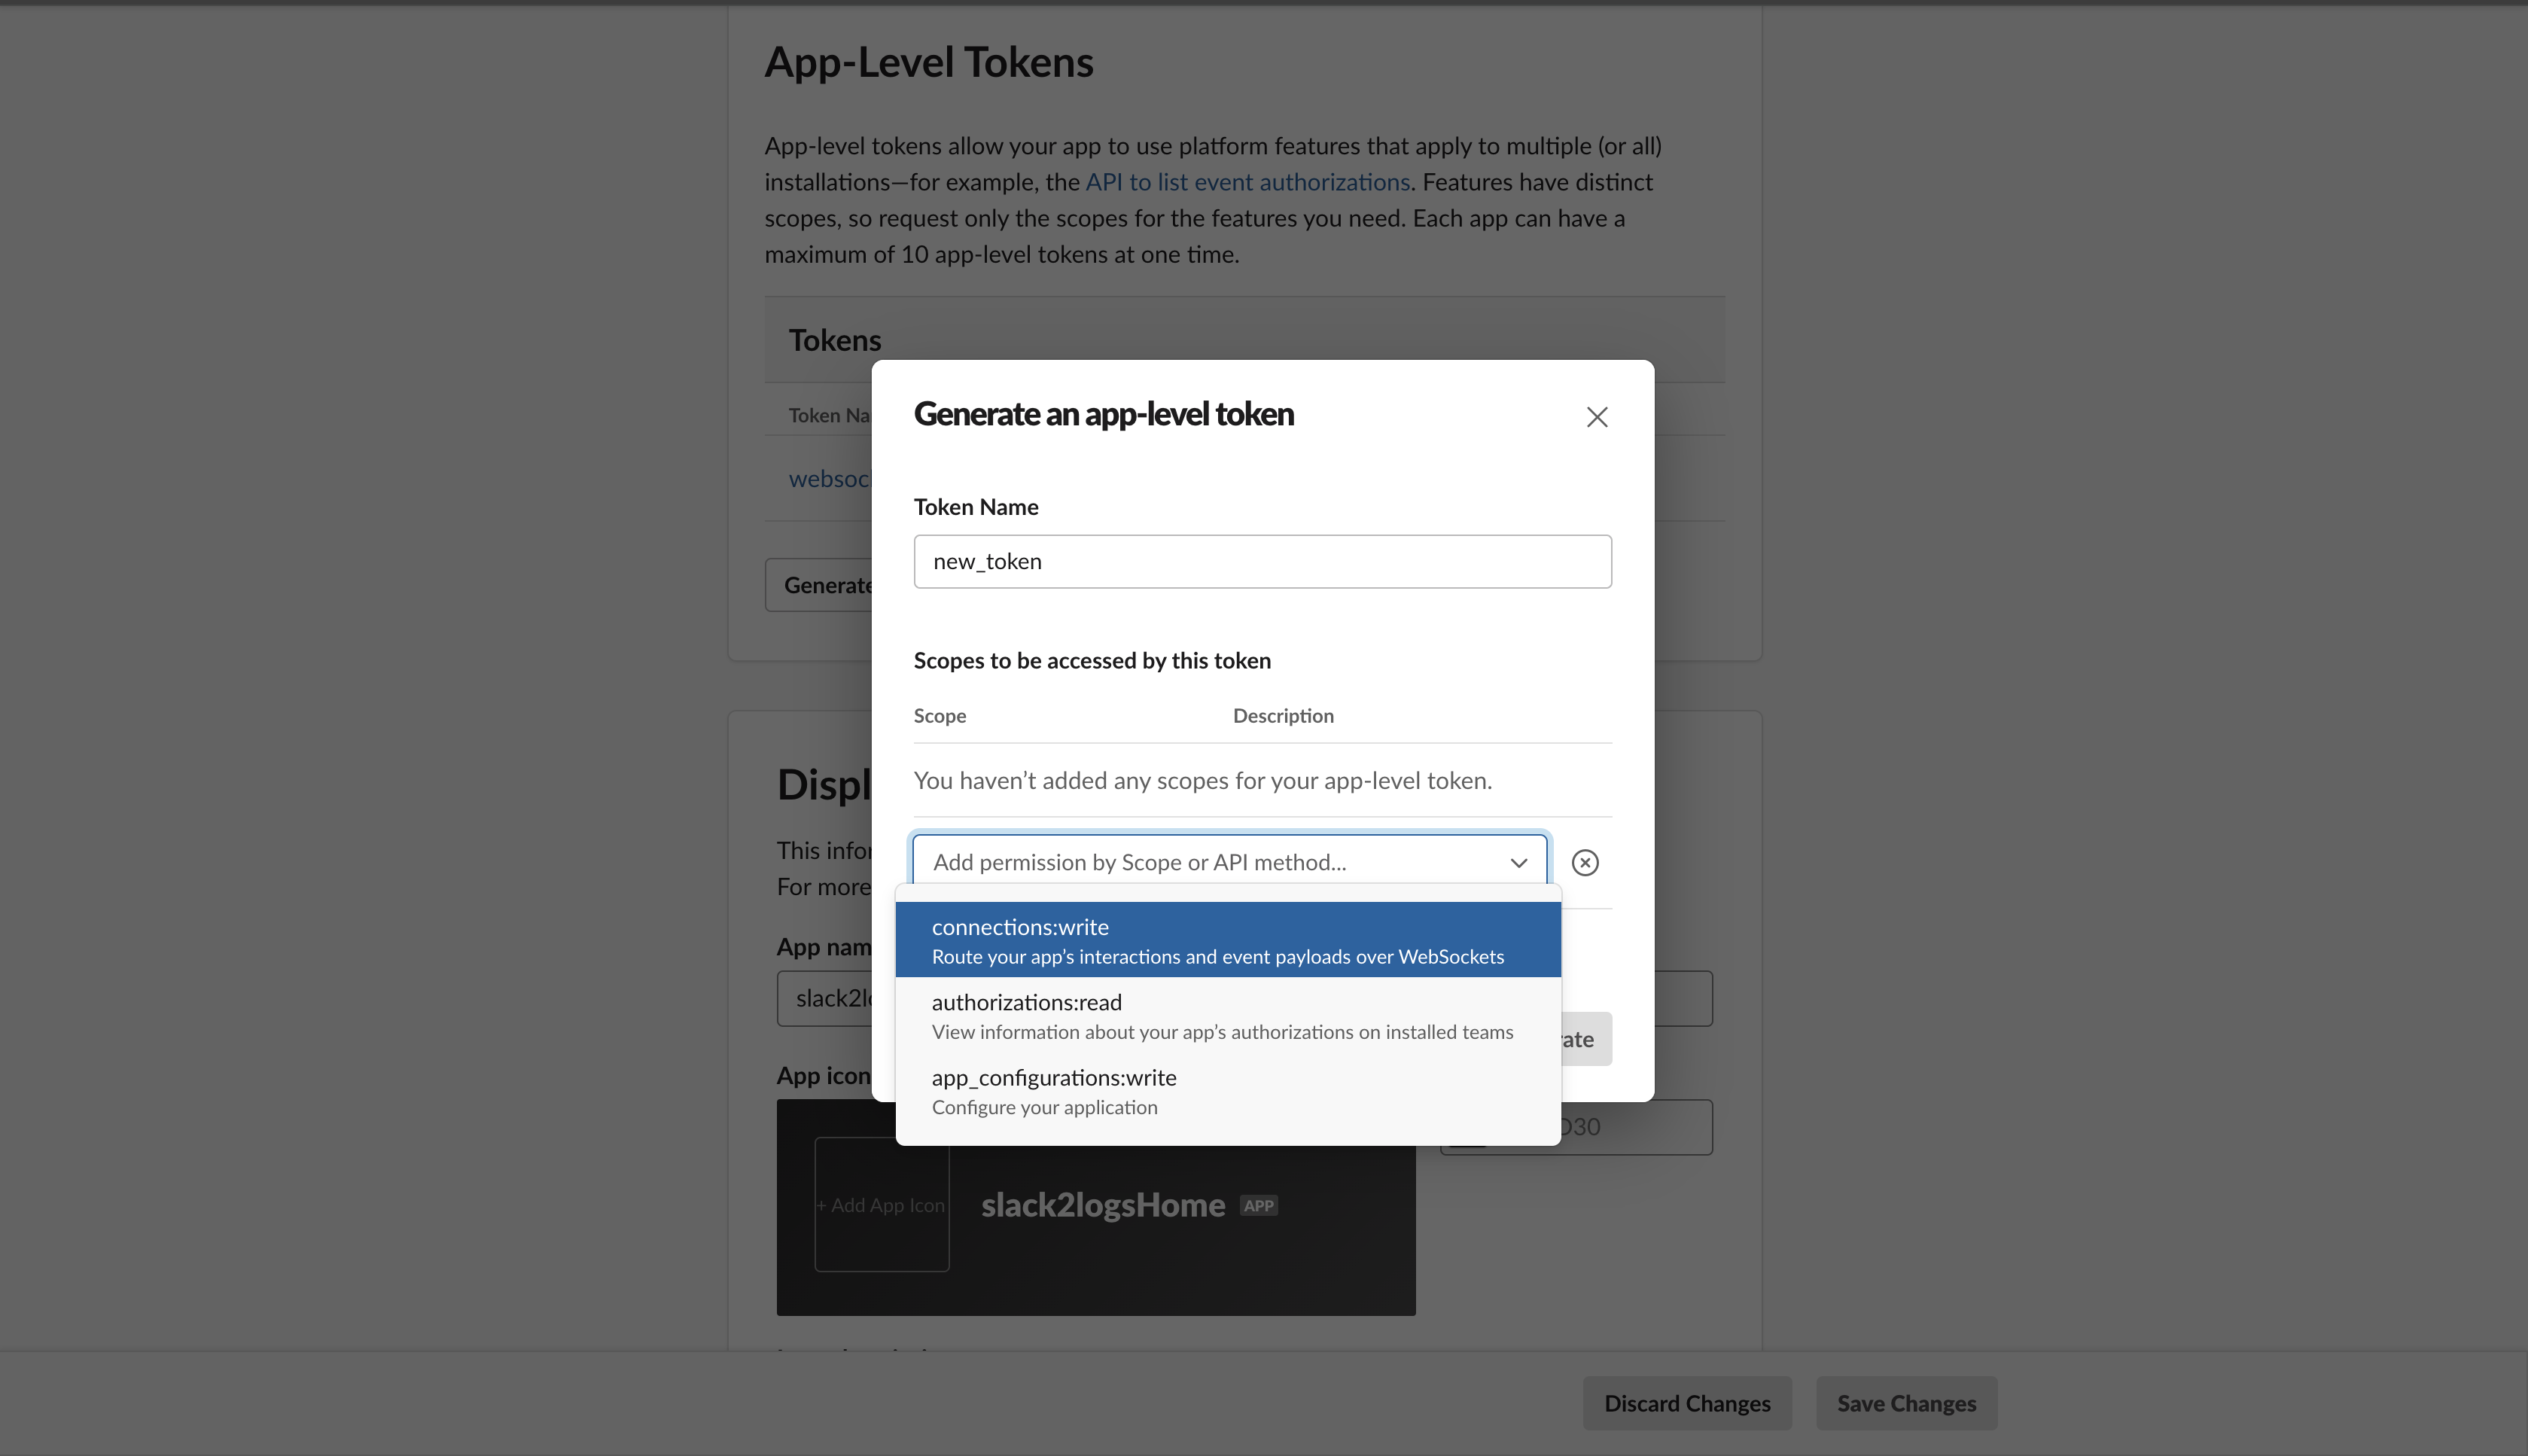 App-Level Tokens
App-level tokens allow your app to use platform features that apply to multiple (or all)
installations—for example, the API to list event authorizations. Features have distinct
scopes, so request only the scopes for the features you need. Each app can have a
maximum of 10 app-level tokens at one time.
Tokens
Token Na
websoc
Generate
Generate an app-level token
Token Name
new_token
Scopes to be accessed by this token
Scope Description
You haven’t added any scopes for your app-level token.
Add permission by Scope or API method...
connections:write
Route your app’s interactions and event payloads over WebSockets
authorizations:read
View information about your app’s authorizations on installed teams
app_configurations:write
Configure your application
rate
Displ
This infor
For more
App nam
slack2l
App icon
D30
+ Add App Icon
slack2logsHome APP
Discard Changes
Save Changes